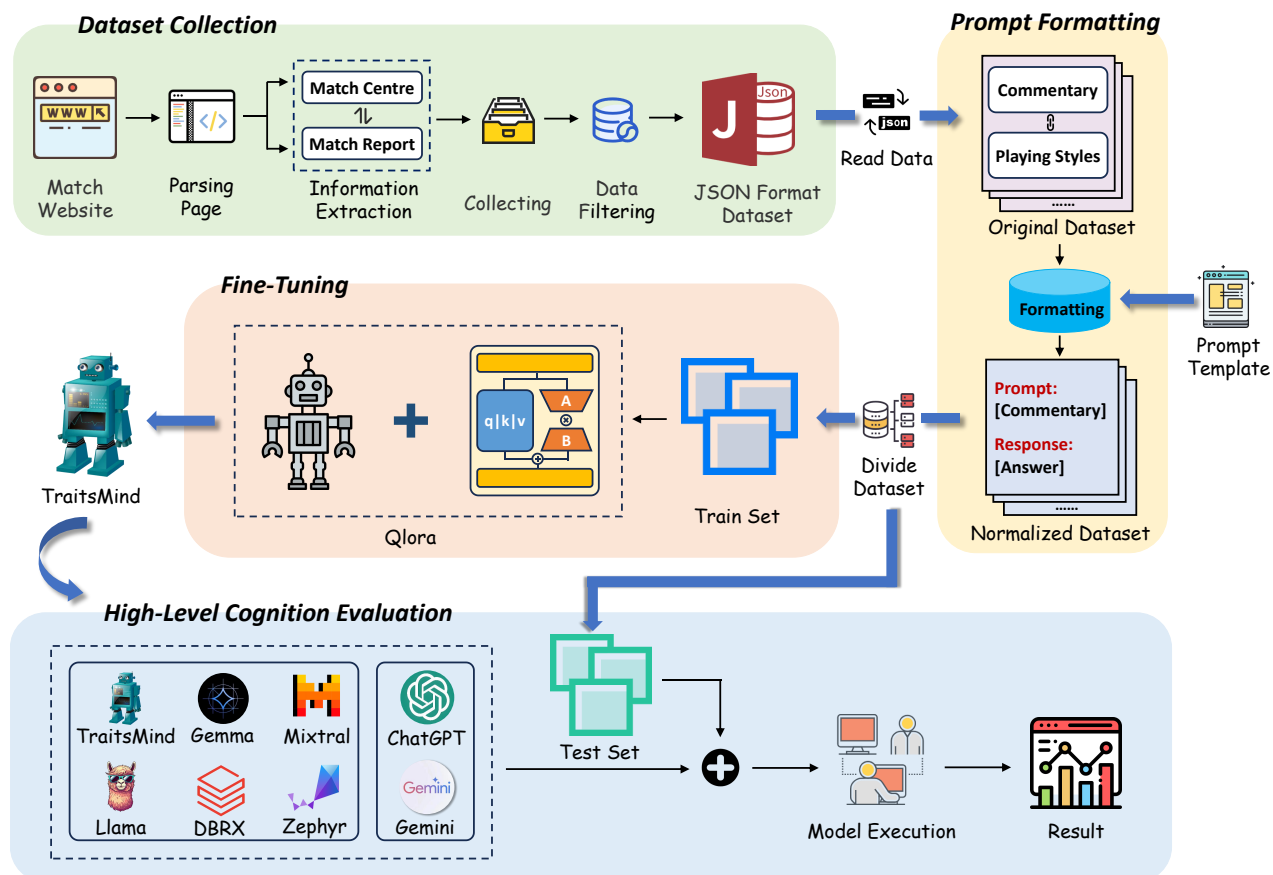 Dataset Collection
WWW
</>
Match Centre
Match Report
J
Json
Match
Website
Parsing
Page
Information
Extraction
Collecting
Data
Filtering
JSON Format
Dataset
json
Read Data
Prompt Formatting
Commentary
Playing Styles
......
Original Dataset
Formatting
Prompt
Template
Prompt:
[Commentary]
Response:
[Answer]
......
Normalized Dataset
Divide
Dataset
Fine-Tuning
q|k|v
A
B
Qlora
Train Set
TraitsMind
High-Level Cognition Evaluation
TraitsMind
Gemma
Mixtral
ChatGPT
Llama
DBRX
Zephyr
Gemini
Gemini
Test Set
Model Execution
Result